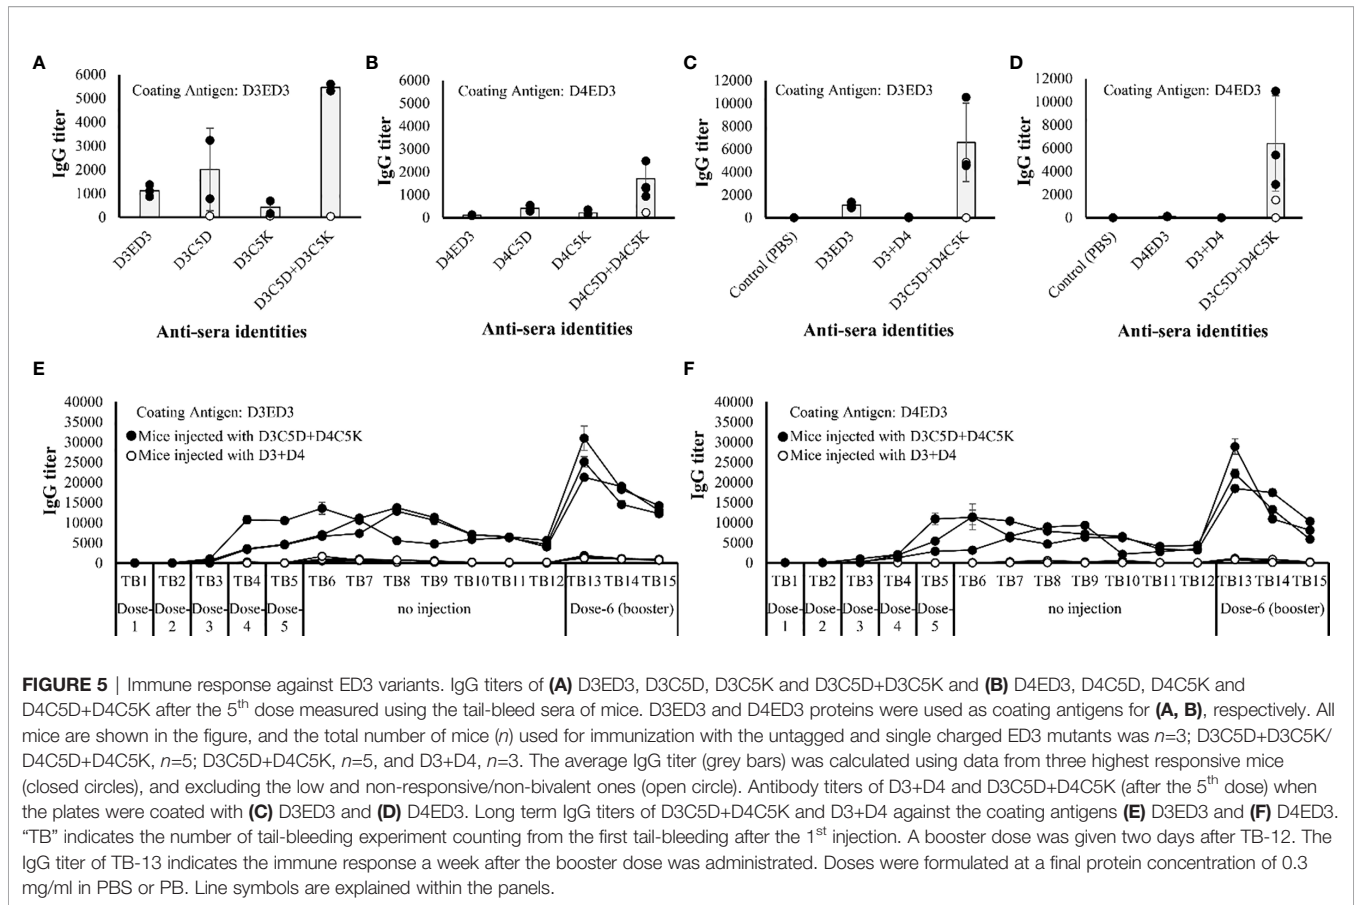 A
6000
5000
4000
3000
2000
1000
0
IgG titer
Coating Antigen: D3ED3
D3ED3
D3C5D
D3C5K
D3C5D+D3C5K
Anti-sera identities
B
6000
5000
4000
3000
2000
1000
0
IgG titer
Coating Antigen: D4ED3
D4ED3
D4C5D
D4C5K
D4C5D+D4C5K
Anti-sera identities
C
12000
10000
8000
6000
4000
2000
0
IgG titer
Coating Antigen: D3ED3
Control (PBS)
D3ED3
D3+D4
D3C5D+D4C5K
Anti-sera identities
D
12000
10000
8000
6000
4000
2000
0
IgG titer
Coating Antigen: D4ED3
Control (PBS)
D4ED3
D3+D4
D3C5D+D4C5K
Anti-sera identities
E
40000
35000
30000
25000
20000
15000
10000
5000
0
IgG titer
Coating Antigen: D3ED3
Mice injected with D3C5D+D4C5K
Mice injected with D3+D4
TB1 TB2 TB3 TB4 TB5 TB6 TB7 TB8 TB9 TB10 TB11 TB12 TB13 TB14 TB15
Dose- Dose- Dose- Dose- Dose- no injection Dose-6 (booster)
1 2 3 4 5
F
40000
35000
30000
25000
20000
15000
10000
5000
0
IgG titer
Coating Antigen: D4ED3
Mice injected with D3C5D+D4C5K
Mice injected with D3+D4
TB1 TB2 TB3 TB4 TB5 TB6 TB7 TB8 TB9 TB10 TB11 TB12 TB13 TB14 TB15
Dose- Dose- Dose- Dose- Dose- no injection Dose-6 (booster)
1 2 3 4 5
FIGURE 5 | Immune response against ED3 variants. IgG titers of (A) D3ED3, D3C5D, D3C5K and D3C5D+D3C5K and (B) D4ED3, D4C5D, D4C5K and
D4C5D+D4C5K after the 5th dose measured using the tail-bleed sera of mice. D3ED3 and D4ED3 proteins were used as coating antigens for (A, B), respectively. All
mice are shown in the figure, and the total number of mice (n) used for immunization with the untagged and single charged ED3 mutants was n=3; D3C5D+D3C5K/
D4C5D+D4C5K, n=5; D3C5D+D4C5K, n=5, and D3+D4, n=3. The average IgG titer (grey bars) was calculated using data from three highest responsive mice
(closed circles), and excluding the low and non-responsive/non-bivalent ones (open circle). Antibody titers of D3+D4 and D3C5D+D4C5K (after the 5th dose) when
the plates were coated with (C) D3ED3 and (D) D4ED3. Long term IgG titers of D3C5D+D4C5K and D3+D4 against the coating antigens (E) D3ED3 and (F) D4ED3.
“TB” indicates the number of tail-bleeding experiment counting from the first tail-bleeding after the 1st injection. A booster dose was given two days after TB-12. The
IgG titer of TB-13 indicates the immune response a week after the booster dose was administrated. Doses were formulated at a final protein concentration of 0.3
mg/ml in PBS or PB. Line symbols are explained within the panels.